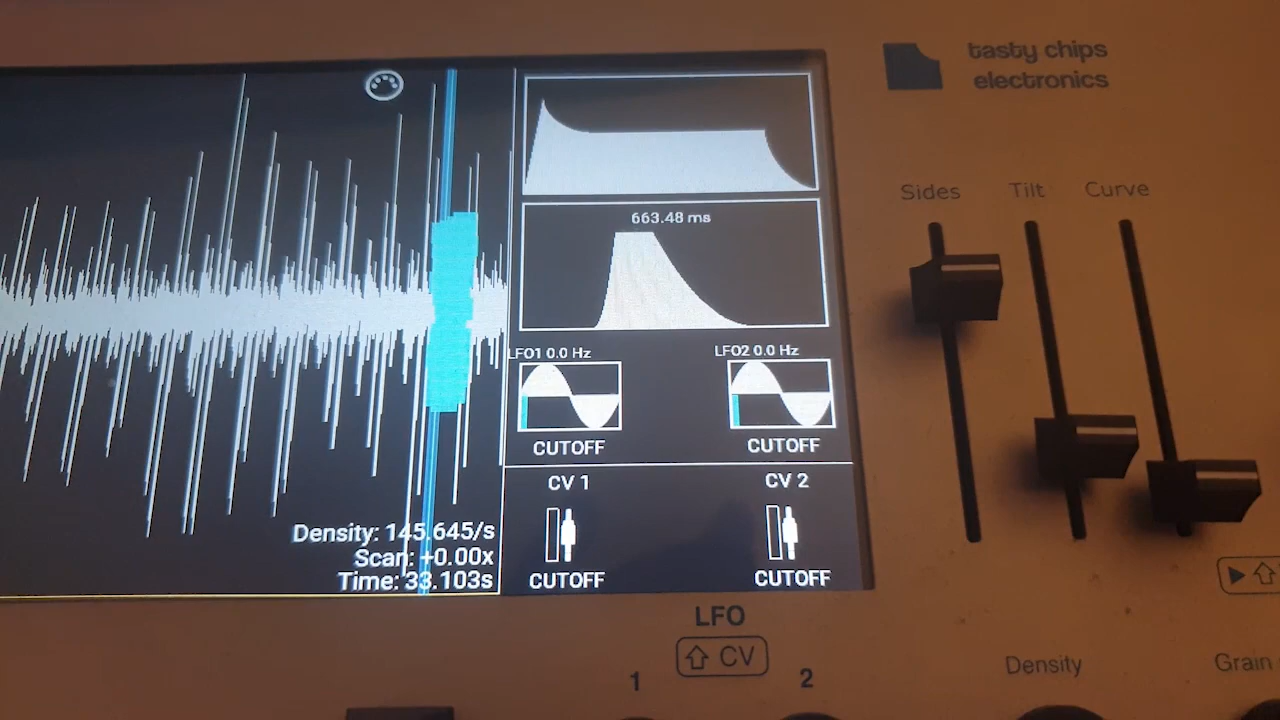 tasty chips
electronics
Sides Tilt Curve
663.48 ms
LFO1 0.0 Hz
LFO2 0.0 Hz
CUTOFF
CUTOFF
CV 1
CV 2
Density: 145.645/s
Scan: +0.00x
Time: 33.103s
CUTOFF
CUTOFF
LFO
CV
1
2
Density
Grain